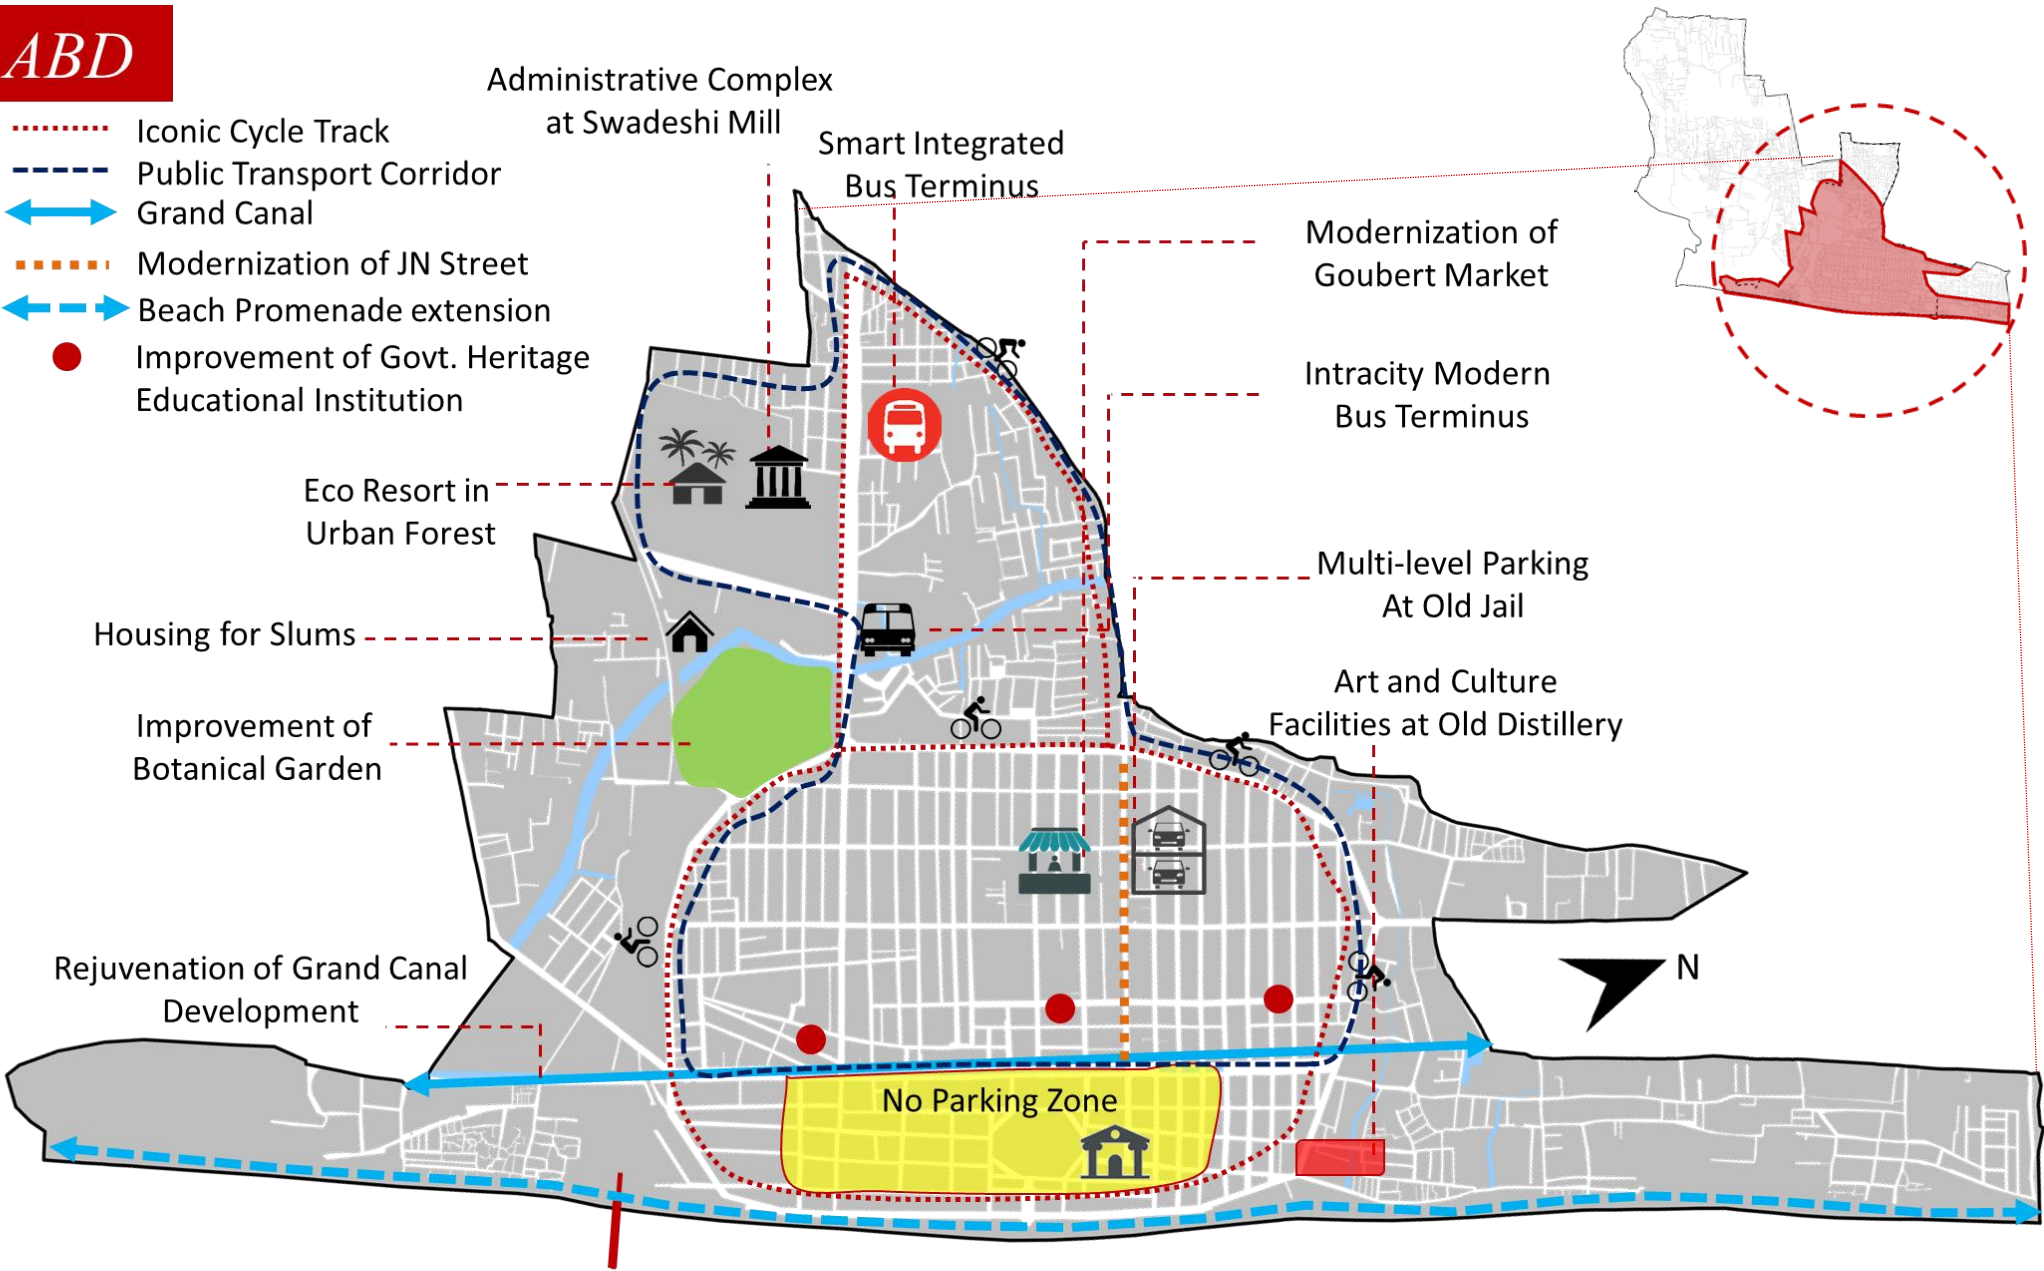 ABD
Iconic Cycle Track
Public Transport Corridor
Grand Canal
Modernization of JN Street
Beach Promenade extension
Improvement of Govt. Heritage
Educational Institution
Administrative Complex
at Swadeshi Mill
Smart Integrated
Bus Terminus
Modernization of
Goubert Market
Intracity Modern
Bus Terminus
Eco Resort in
Urban Forest
Multi-level Parking
At Old Jail
Housing for Slums
Art and Culture
Facilities at Old Distillery
Improvement of
Botanical Garden
Rejuvenation of Grand Canal
Development
N
No Parking Zone